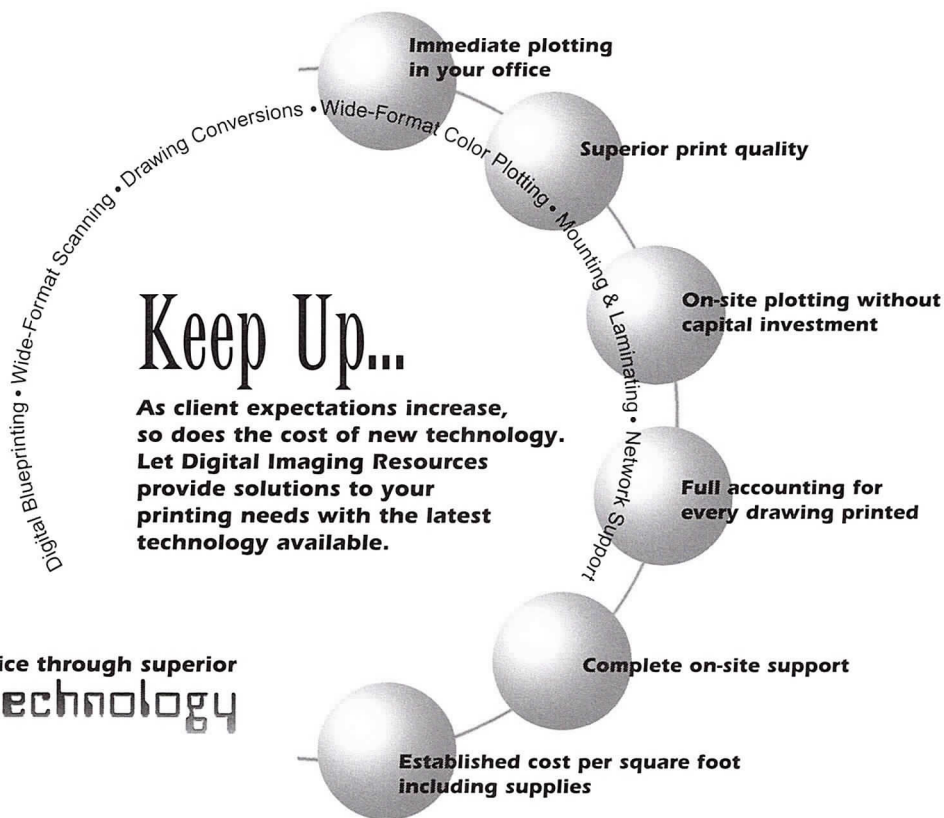 Immediate plotting
in your office
Superior print quality
On-site plotting without
capital investment
Full accounting for
every drawing printed
Complete on-site support
Established cost per square foot
including supplies
Digital Blueprinting • Wide-Format Scanning • Drawing Conversions • Wide-Format Color Plotting • Mounting & Laminating • Network Support
Keep Up...
As client expectations increase,
so does the cost of new technology.
Let Digital Imaging Resources
provide solutions to your
printing needs with the latest
technology available.
through superior